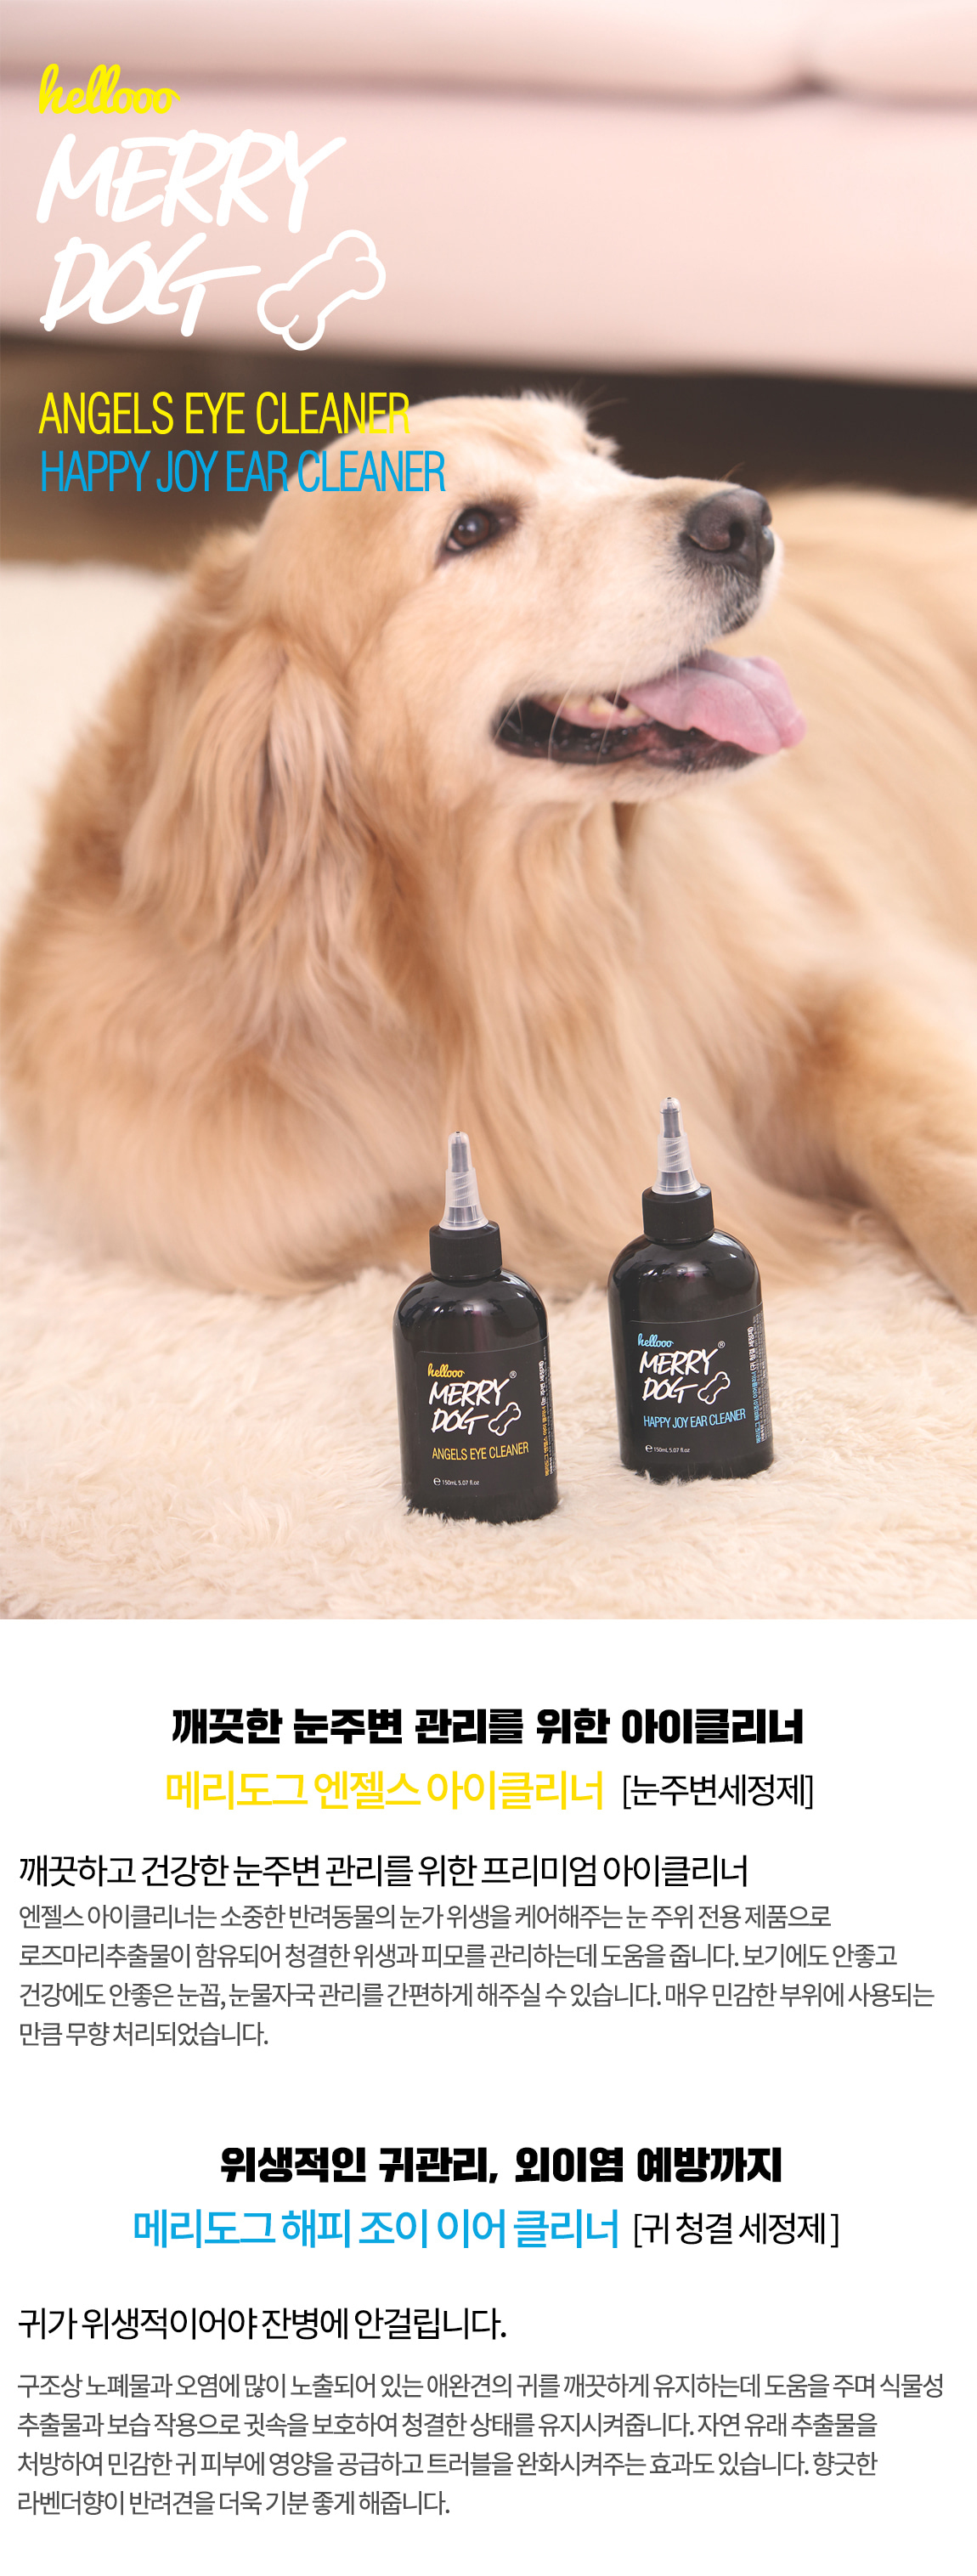 hellooo
MERRY
DOG
ANGELS EYE CLEANER
HAPPY JOY EAR CLEANER
hellooo
MERRY ®
DOG
ANGELS EYE CLEANER
℮ 150mL 5.07 fl.oz
hellooo
MERRY ®
DOG
HAPPY JOY EAR CLEANER
℮ 150mL 5.07 fl.oz
깨끗한 눈주변 관리를 위한 아이클리너
메리도그 엔젤스 아이클리너 [눈주변세정제]
깨끗하고 건강한 눈주변 관리를 위한 프리미엄 아이클리너
엔젤스 아이클리너는 소중한 반려동물의 눈가 위생을 케어해주는 눈 주위 전용 제품으로
로즈마리추출물이 함유되어 청결한 위생과 피모를 관리하는데 도움을 줍니다. 보기에도 안좋고
건강에도 안좋은 눈꼽, 눈물자국 관리를 간편하게 해주실 수 있습니다. 매우 민감한 부위에 사용되는
만큼 무향 처리되었습니다.
위생적인 귀관리, 외이염 예방까지
메리도그 해피 조이 이어 클리너 [귀 청결 세정제 ]
귀가 위생적이어야 잔병에 안걸립니다.
구조상 노폐물과 오염에 많이 노출되어 있는 애완견의 귀를 깨끗하게 유지하는데 도움을 주며 식물성
추출물과 보습 작용으로 귓속을 보호하여 청결한 상태를 유지시켜줍니다. 자연 유래 추출물을
처방하여 민감한 귀 피부에 영양을 공급하고 트러블을 완화시켜주는 효과도 있습니다. 향긋한
라벤더향이 반려견을 더욱 기분 좋게 해줍니다.